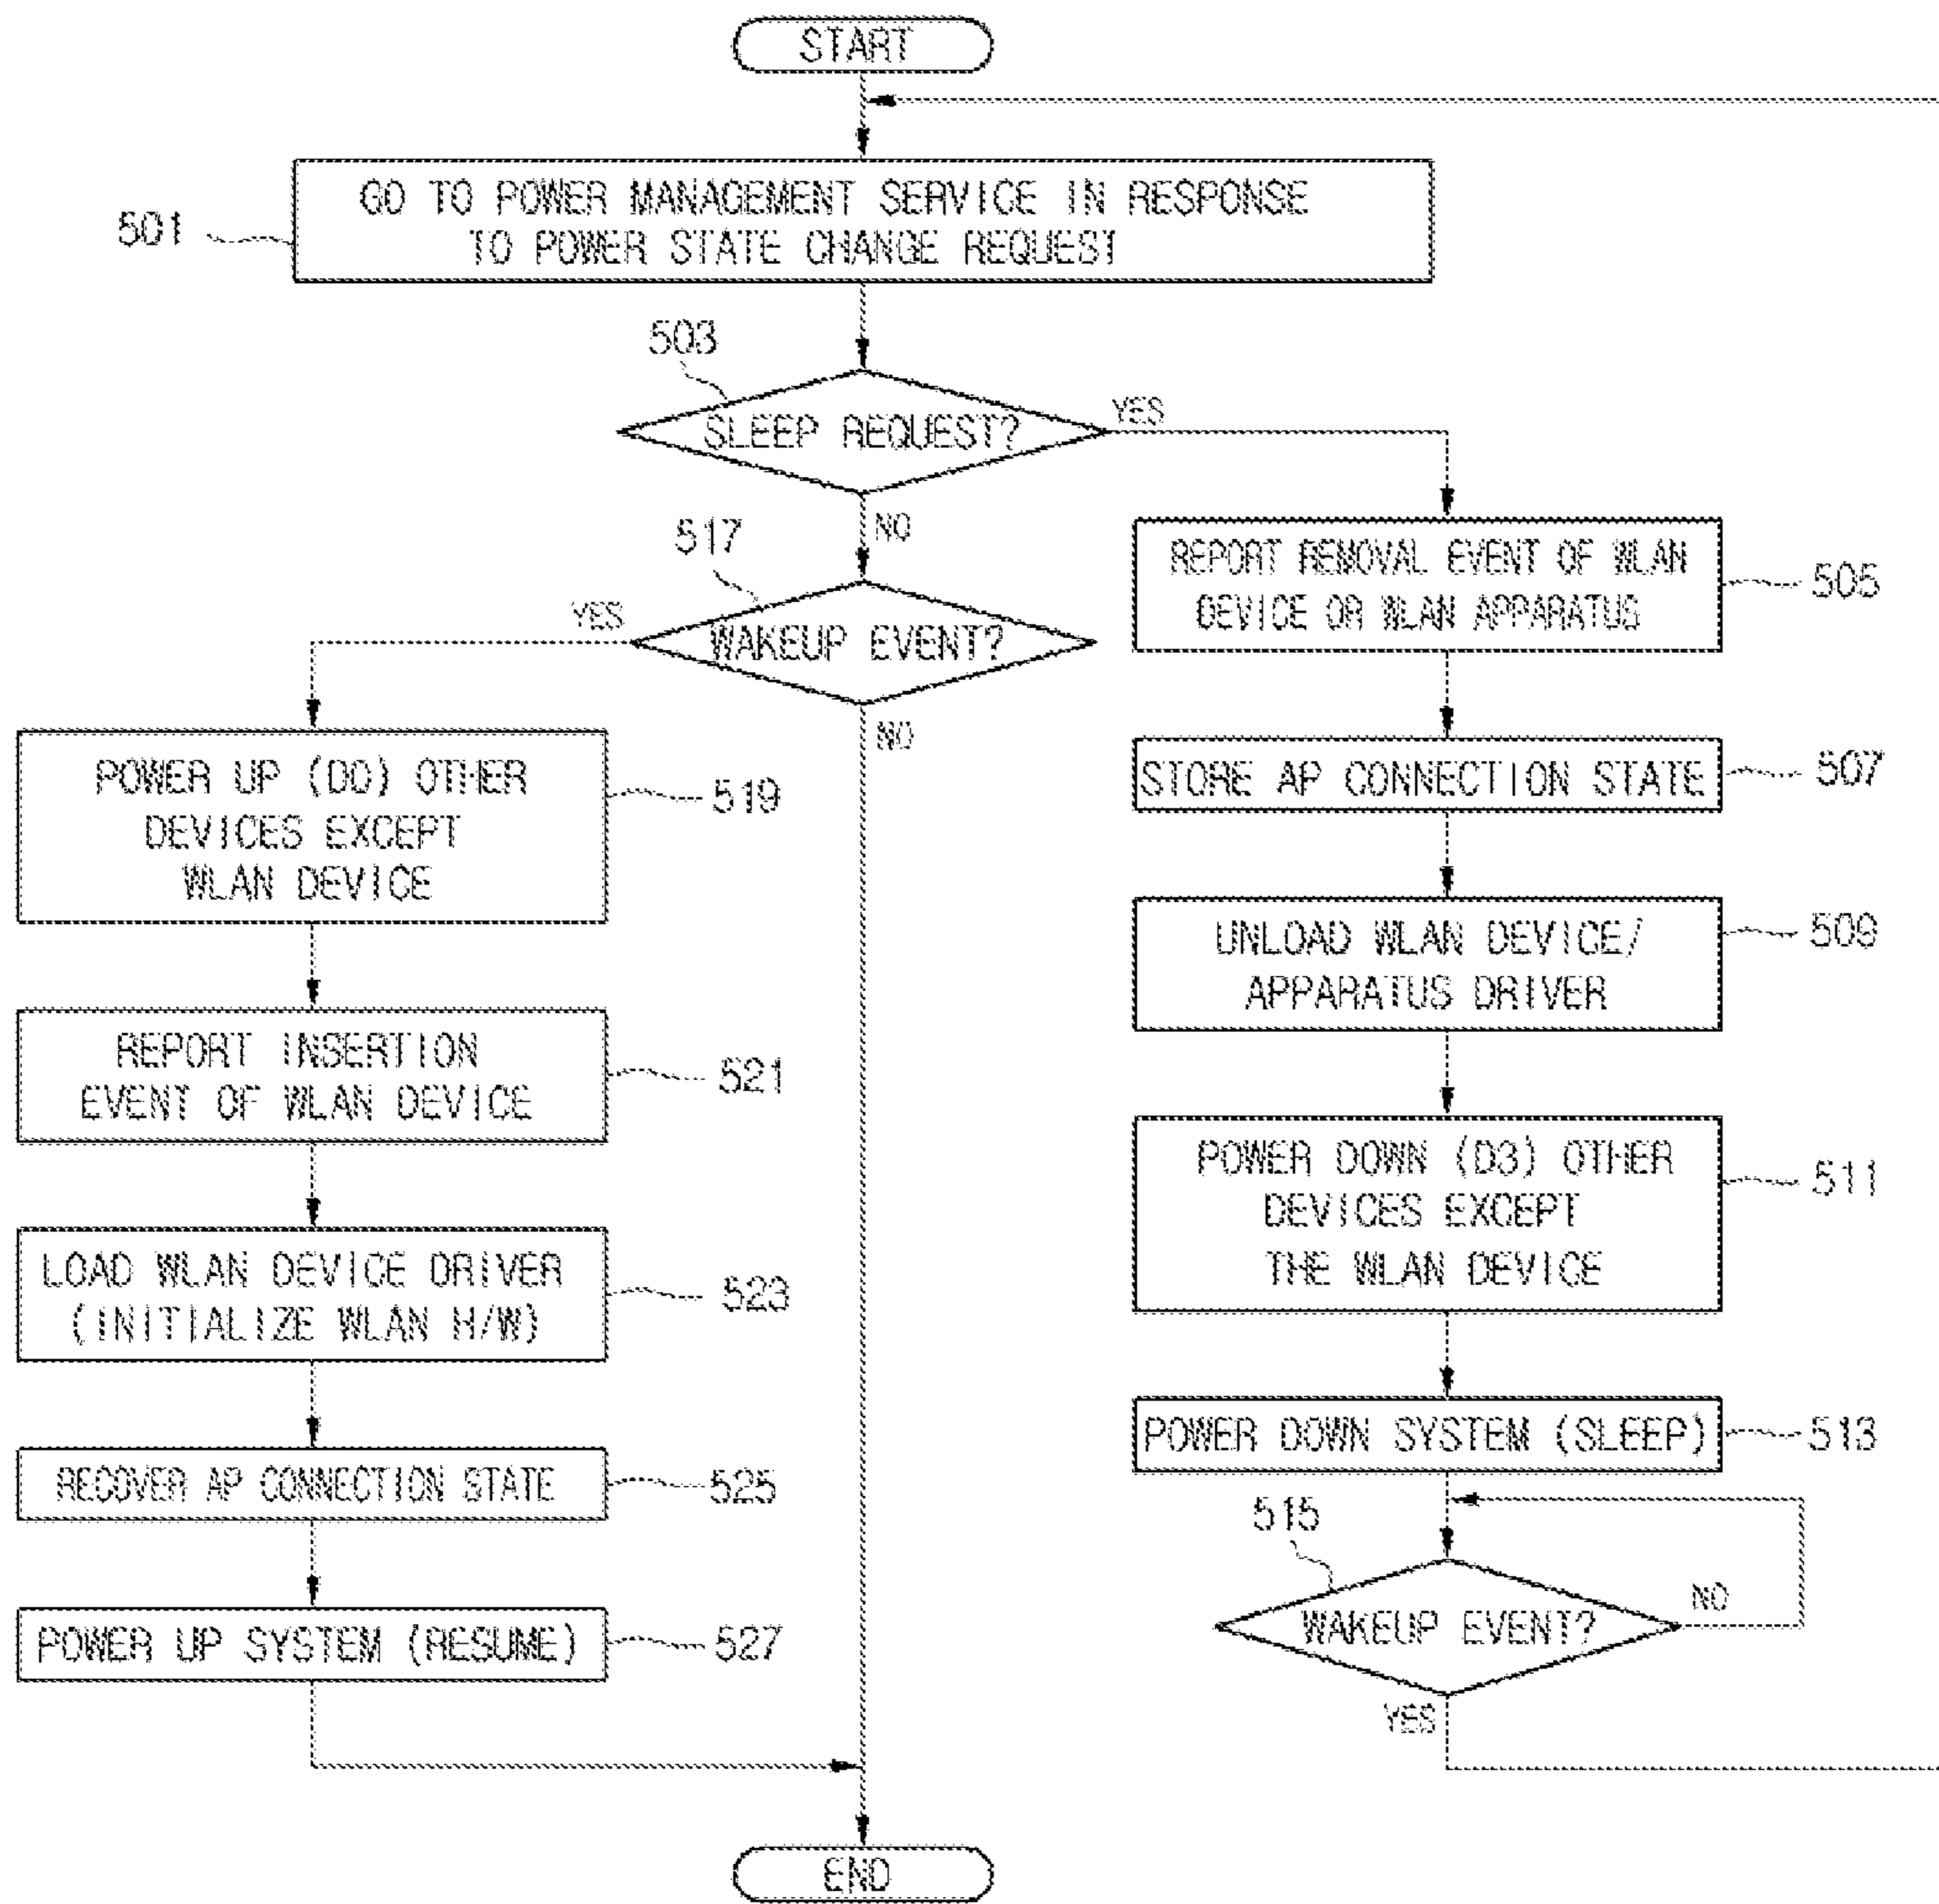 START
501
GO TO POWER MANAGEMENT SERVICE IN RESPONSE
TO POWER STATE CHANGE REQUEST
503
SLEEP REQUEST?
YES
NO
517
WAKEUP EVENT?
YES
NO
POWER UP (D0) OTHER
DEVICES EXCEPT
WLAN DEVICE
519
REPORT INSERTION
EVENT OF WLAN DEVICE
521
LOAD WLAN DEVICE DRIVER
(INITIALIZE WLAN H/W)
523
RECOVER AP CONNECTION STATE
525
POWER UP SYSTEM (RESUME)
527
REPORT REMOVAL EVENT OF WLAN
DEVICE OR WLAN APPARATUS
505
STORE AP CONNECTION STATE
507
UNLOAD WLAN DEVICE/
APPARATUS DRIVER
509
POWER DOWN (D3) OTHER
DEVICES EXCEPT
THE WLAN DEVICE
511
POWER DOWN SYSTEM (SLEEP)
513
515
WAKEUP EVENT?
NO
YES
END